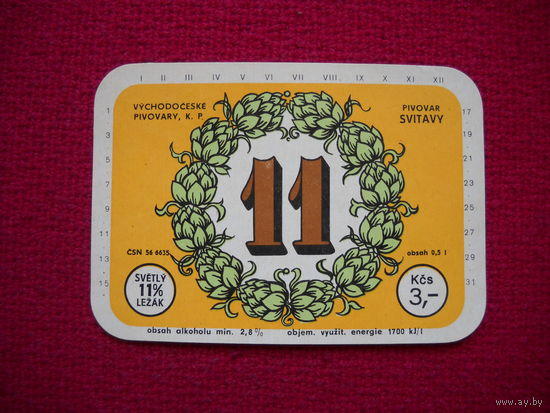 I II III IV V VI VII VIII. IX X XI XII
VÝCHODOČESKÉ
PIVOVARY, K. P.
PIVOVAR
SVITAVY
1
3
5
7
9
11
13
15
17
19
21
23
25
27
29
31
11
ČSN 56 6635
obsah 0,5 l
SVĚTLÝ
11%
LEŽÁK
Kčs
3,-
obsah alkoholu min. 2,8% objem. využit. energie 1700 kJ/l
www.ay.by